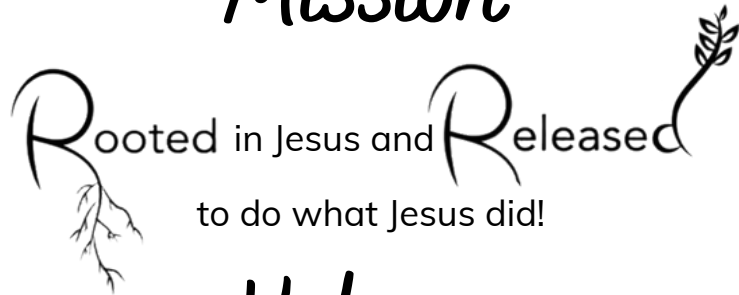 Mission
Rooted in Jesus and Released
to do what Jesus did!